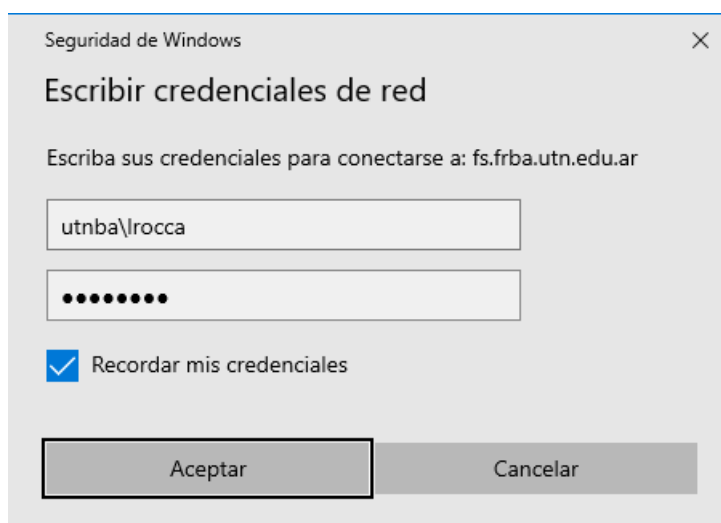 Seguridad de Windows
Escribir credenciales de red
Escriba sus credenciales para conectarse a: fs.frba.utn.edu.ar
utnba\lrocca
●●●●●●●●
Recordar mis credenciales
Aceptar
Cancelar